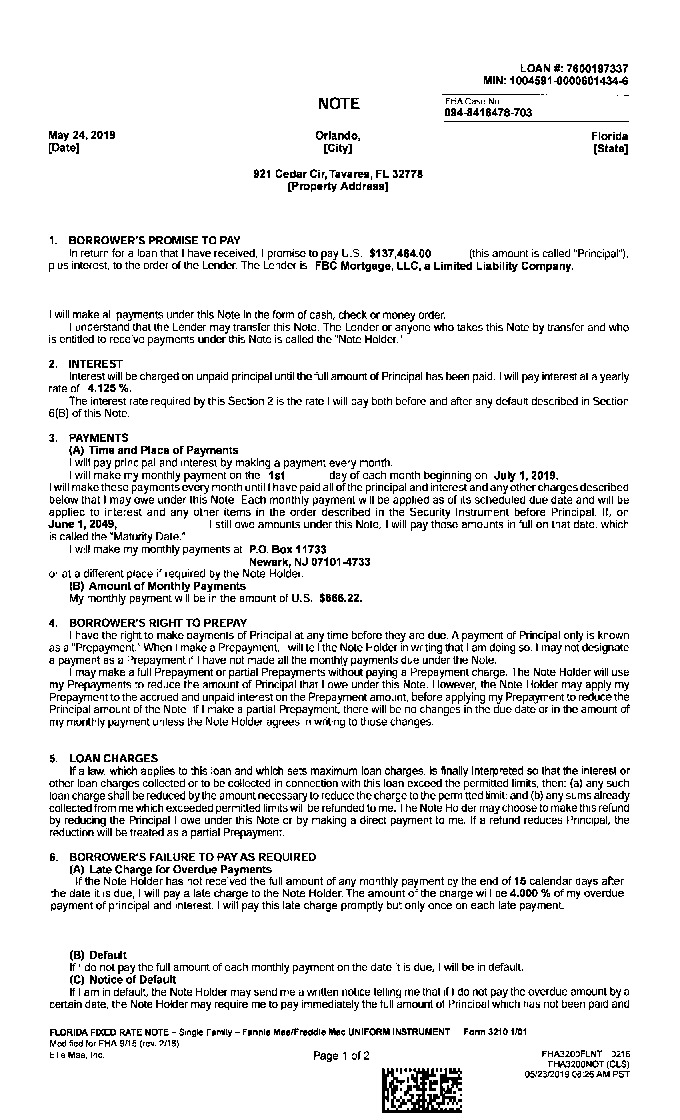 LOAN #: 7600197337
MIN: 1004591-0000601434-6
NOTE
FHA Case No.
094-8416478-703
May 24, 2019 Orlando, Florida
[Date] [City] [State]
921 Cedar Cir, Tavares, FL 32778
[Property Address]
1. BORROWER'S PROMISE TO PAY
In return for a loan that I have received, I promise to pay U.S. $137,464.00 (this amount is called "Principal"),
plus interest, to the order of the Lender. The Lender is FBC Mortgage, LLC, a Limited Liability Company.
I will make all payments under this Note in the form of cash, check or money order.
I understand that the Lender may transfer this Note. The Lender or anyone who takes this Note by transfer and who
is entitled to receive payments under this Note is called the "Note Holder."
2. INTEREST
Interest will be charged on unpaid principal until the full amount of Principal has been paid. I will pay interest at a yearly
rate of 4.125 %.
The interest rate required by this Section 2 is the rate I will pay both before and after any default described in Section
6(B) of this Note.
3. PAYMENTS
(A) Time and Place of Payments
I will pay principal and interest by making a payment every month.
I will make my monthly payment on the 1st day of each month beginning on July 1, 2019.
I will make these payments every month until I have paid all of the principal and interest and any other charges described
below that I may owe under this Note. Each monthly payment will be applied as of its scheduled due date and will be
applied to interest and any other items in the order described in the Security Instrument before Principal. If, on
June 1, 2049, I still owe amounts under this Note, I will pay those amounts in full on that date, which
is called the "Maturity Date."
I will make my monthly payments at P.O. Box 11733
Newark, NJ 07101-4733
or at a different place if required by the Note Holder.
(B) Amount of Monthly Payments
My monthly payment will be in the amount of U.S. $666.22.
4. BORROWER'S RIGHT TO PREPAY
I have the right to make payments of Principal at any time before they are due. A payment of Principal only is known
as a "Prepayment." When I make a Prepayment, I will tell the Note Holder in writing that I am doing so. I may not designate
a payment as a Prepayment if I have not made all the monthly payments due under the Note.
I may make a full Prepayment or partial Prepayments without paying a Prepayment charge. The Note Holder will use
my Prepayments to reduce the amount of Principal that I owe under this Note. However, the Note Holder may apply my
Prepayment to the accrued and unpaid interest on the Prepayment amount, before applying my Prepayment to reduce the
Principal amount of the Note. If I make a partial Prepayment, there will be no changes in the due date or in the amount of
my monthly payment unless the Note Holder agrees in writing to those changes.
5. LOAN CHARGES
If a law, which applies to this loan and which sets maximum loan charges, is finally interpreted so that the interest or
other loan charges collected or to be collected in connection with this loan exceed the permitted limits, then: (a) any such
loan charge shall be reduced by the amount necessary to reduce the charge to the permitted limit; and (b) any sums already
collected from me which exceeded permitted limits will be refunded to me. The Note Holder may choose to make this refund
by reducing the Principal I owe under this Note or by making a direct payment to me. If a refund reduces Principal, the
reduction will be treated as a partial Prepayment.
6. BORROWER'S FAILURE TO PAY AS REQUIRED
(A) Late Charge for Overdue Payments
If the Note Holder has not received the full amount of any monthly payment by the end of 15 calendar days after
the date it is due, I will pay a late charge to the Note Holder. The amount of the charge will be 4.000 % of my overdue
payment of principal and interest. I will pay this late charge promptly but only once on each late payment.
(B) Default
If I do not pay the full amount of each monthly payment on the date it is due, I will be in default.
(C) Notice of Default
If I am in default, the Note Holder may send me a written notice telling me that if I do not pay the overdue amount by a
certain date, the Note Holder may require me to pay immediately the full amount of Principal which has not been paid and
FLORIDA FIXED RATE NOTE – Single Family – Fannie Mae/Freddie Mac UNIFORM INSTRUMENT Form 3210 1/01
Modified for FHA 9/15 (rev. 2/16)
Ellie Mae, Inc. Page 1 of 2 FHA3200FLNT 0216
FHA3200NOT (CLS)
05/23/2019 08:25 AM PST